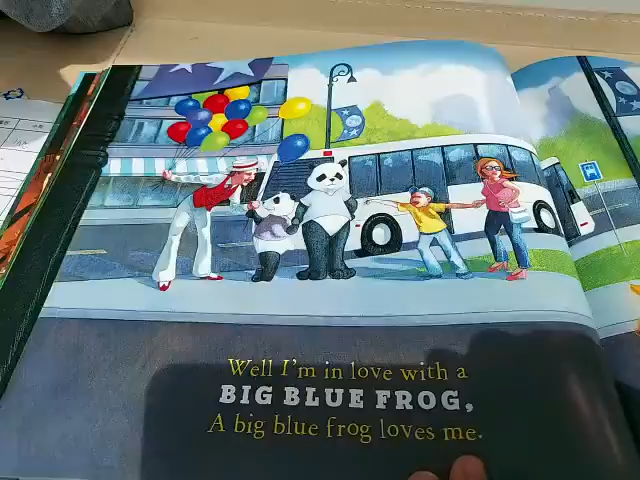 Well I'm in love with a
BIG BLUE FROG,
A big blue frog loves me.